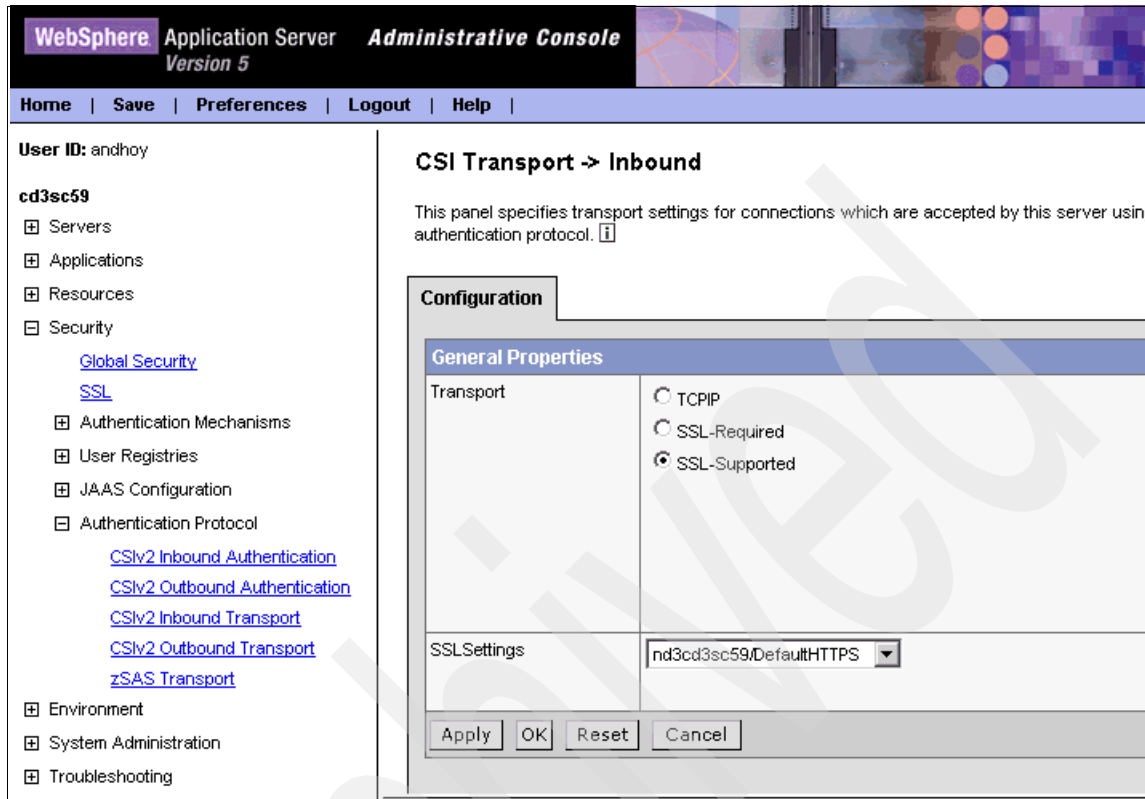 WebSphere. Application Server Administrative Console
Version 5
Home | Save | Preferences | Logout | Help |
User ID: andhoy
cd3sc59
Servers
Applications
Resources
Security
Global Security
SSL
Authentication Mechanisms
User Registries
JAAS Configuration
Authentication Protocol
CSIv2 Inbound Authentication
CSIv2 Outbound Authentication
CSIv2 Inbound Transport
CSIv2 Outbound Transport
zSAS Transport
Environment
System Administration
Troubleshooting
CSI Transport -> Inbound
This panel specifies transport settings for connections which are accepted by this server usin
authentication protocol. i
Configuration
General Properties
Transport
TCPIP
SSL-Required
SSL-Supported
SSLSettings
nd3cd3sc59/DefaultHTTPS
Apply OK Reset Cancel
hived